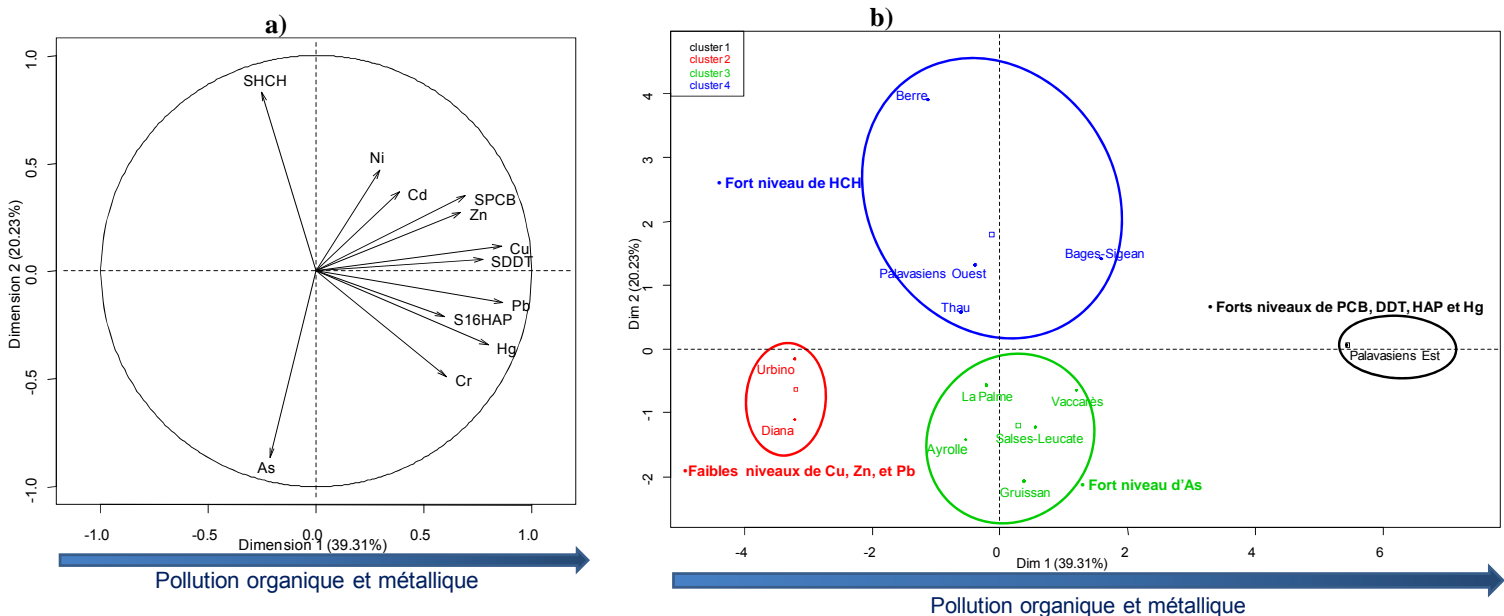 a)
SHCH
Ni
Cd
SPCB
Zn
Cu
SDDT
Pb
S16HAP
Hg
Cr
As
1.0
0.5
0.0
-0.5
-1.0
Dimension 2 (20.23%)
-1.0
-0.5
0.0
0.5
1.0
Dimension 1 (39.31%)
Pollution organique et métallique
b)
cluster 1
cluster 2
cluster 3
cluster 4
Berre
•Fort niveau de HCH
Bages-Sigean
Palavasiens Ouest
Thau
•Forts niveaux de PCB, DDT, HAP et Hg
Palavasiens Est
Urbino
Diana
La Palme
Vaccarès
Salses-Leucate
Ayrolle
Gruissan
•Faibles niveaux de Cu, Zn, et Pb
•Fort niveau d'As
4
3
2
1
0
-1
-2
Dim 2 (20.23%)
-4
-2
0
2
4
6
Dim 1 (39.31%)
Pollution organique et métallique